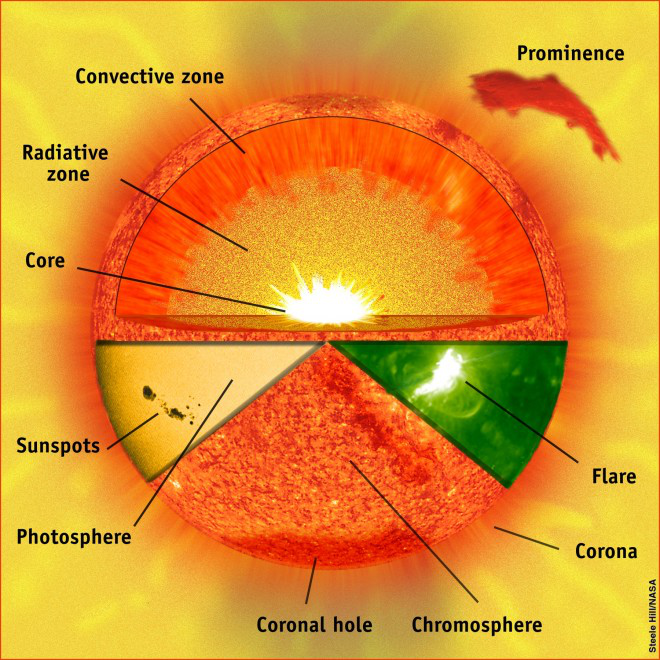 Prominence
Convective zone
Radiative
zone
Core
Sunspots
Flare
Photosphere
Corona
Coronal hole
Chromosphere
Steele Hill/NASA